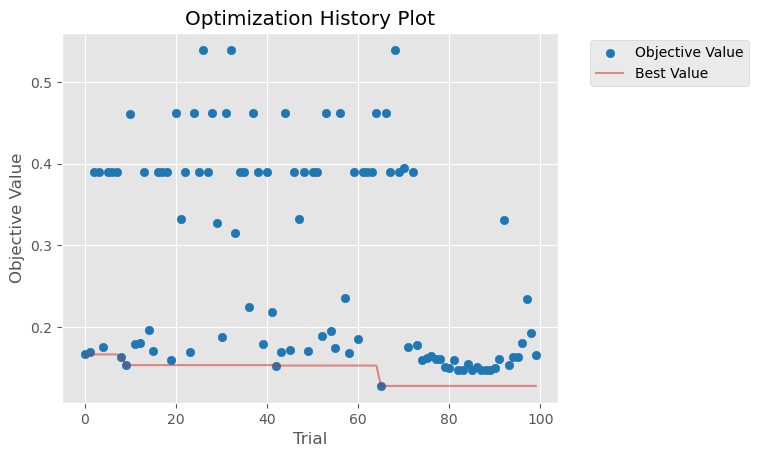 Optimization History Plot
Objective Value
Best Value
0.5
0.4
0.3
0.2
Objective Value
0
20
40
60
80
100
Trial